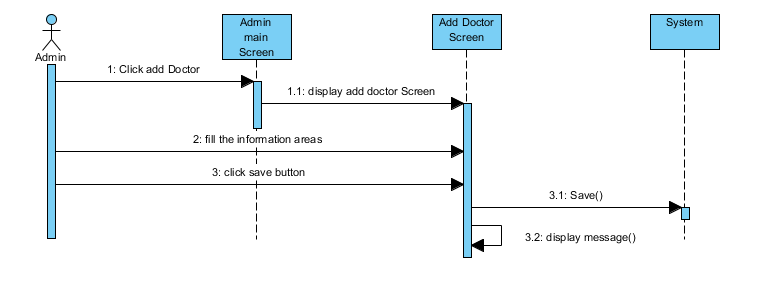 Admin
Admin
main
Screen
Add Doctor
Screen
System
1: Click add Doctor
1.1: display add doctor Screen
2: fill the information areas
3: click save button
3.1: Save()
3.2: display message()